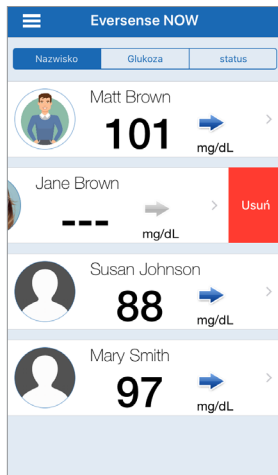 Eversense NOW
Nazwisko Glukoza status
Matt Brown
101
mg/dL
Jane Brown
---
mg/dL
Usuń
Susan Johnson
88
mg/dL
Mary Smith
97
mg/dL